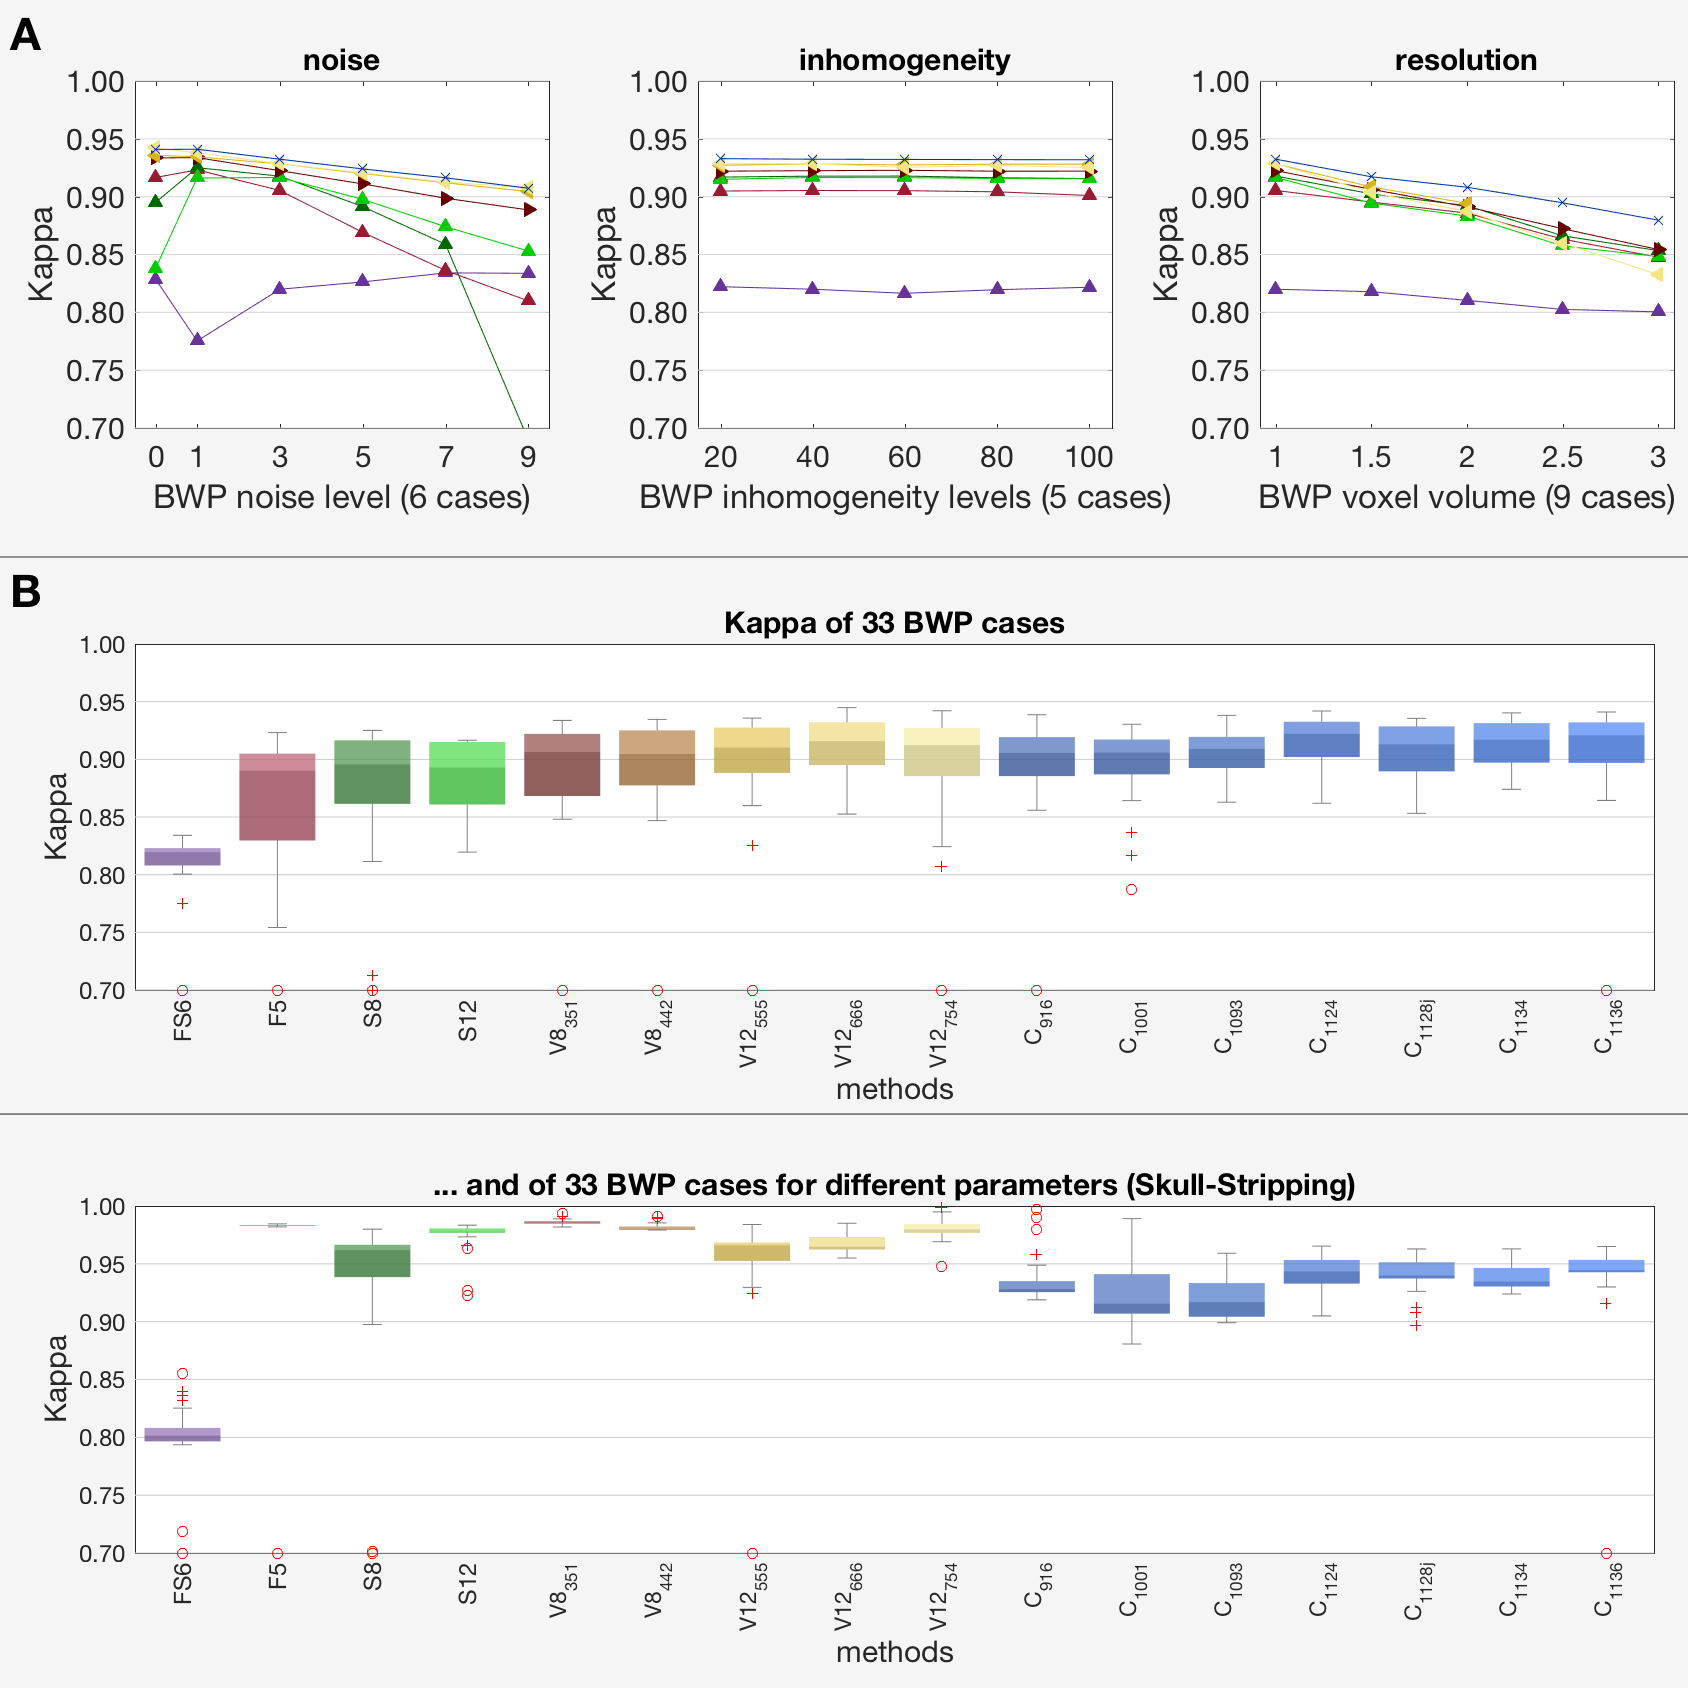 A
noise
inhomogeneity
resolution
1.00
0.95
0.90
0.85
0.80
0.75
0.70
Kappa
0 1 3 5 7 9
BWP noise level (6 cases)
1.00
0.95
0.90
0.85
0.80
0.75
0.70
Kappa
20 40 60 80 100
BWP inhomogeneity levels (5 cases)
1.00
0.95
0.90
0.85
0.80
0.75
0.70
Kappa
1 1.5 2 2.5 3
BWP voxel volume (9 cases)
B
Kappa of 33 BWP cases
1.00
0.95
0.90
0.85
0.80
0.75
0.70
Kappa
FS6 F5 S8 S12 V8351 V8442 V12555 V12666 V12754 C916 C1001 C1093 C1124 C1128j C1134 C1136
methods
... and of 33 BWP cases for different parameters (Skull-Stripping)
1.00
0.95
0.90
0.85
0.80
0.75
0.70
Kappa
FS6 F5 S8 S12 V8351 V8442 V12555 V12666 V12754 C916 C1001 C1093 C1124 C1128j C1134 C1136
methods